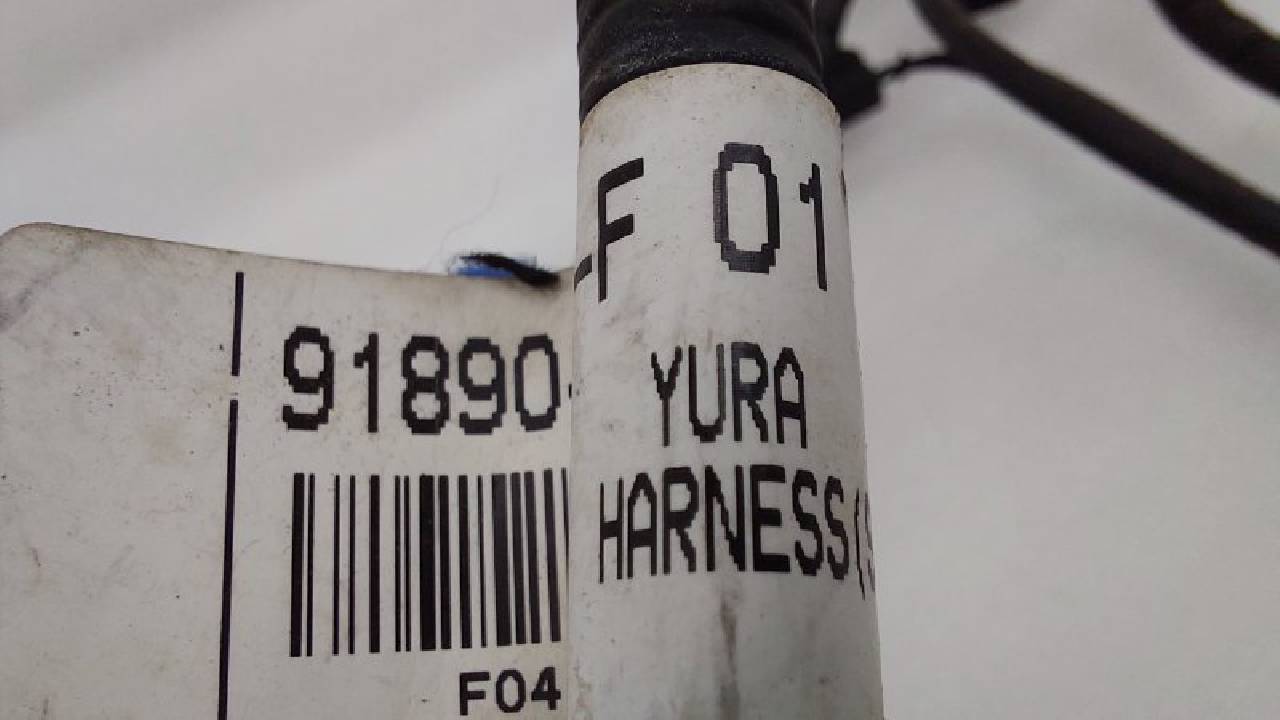 -F 01
91890-
YURA
HARNESS(S
F04